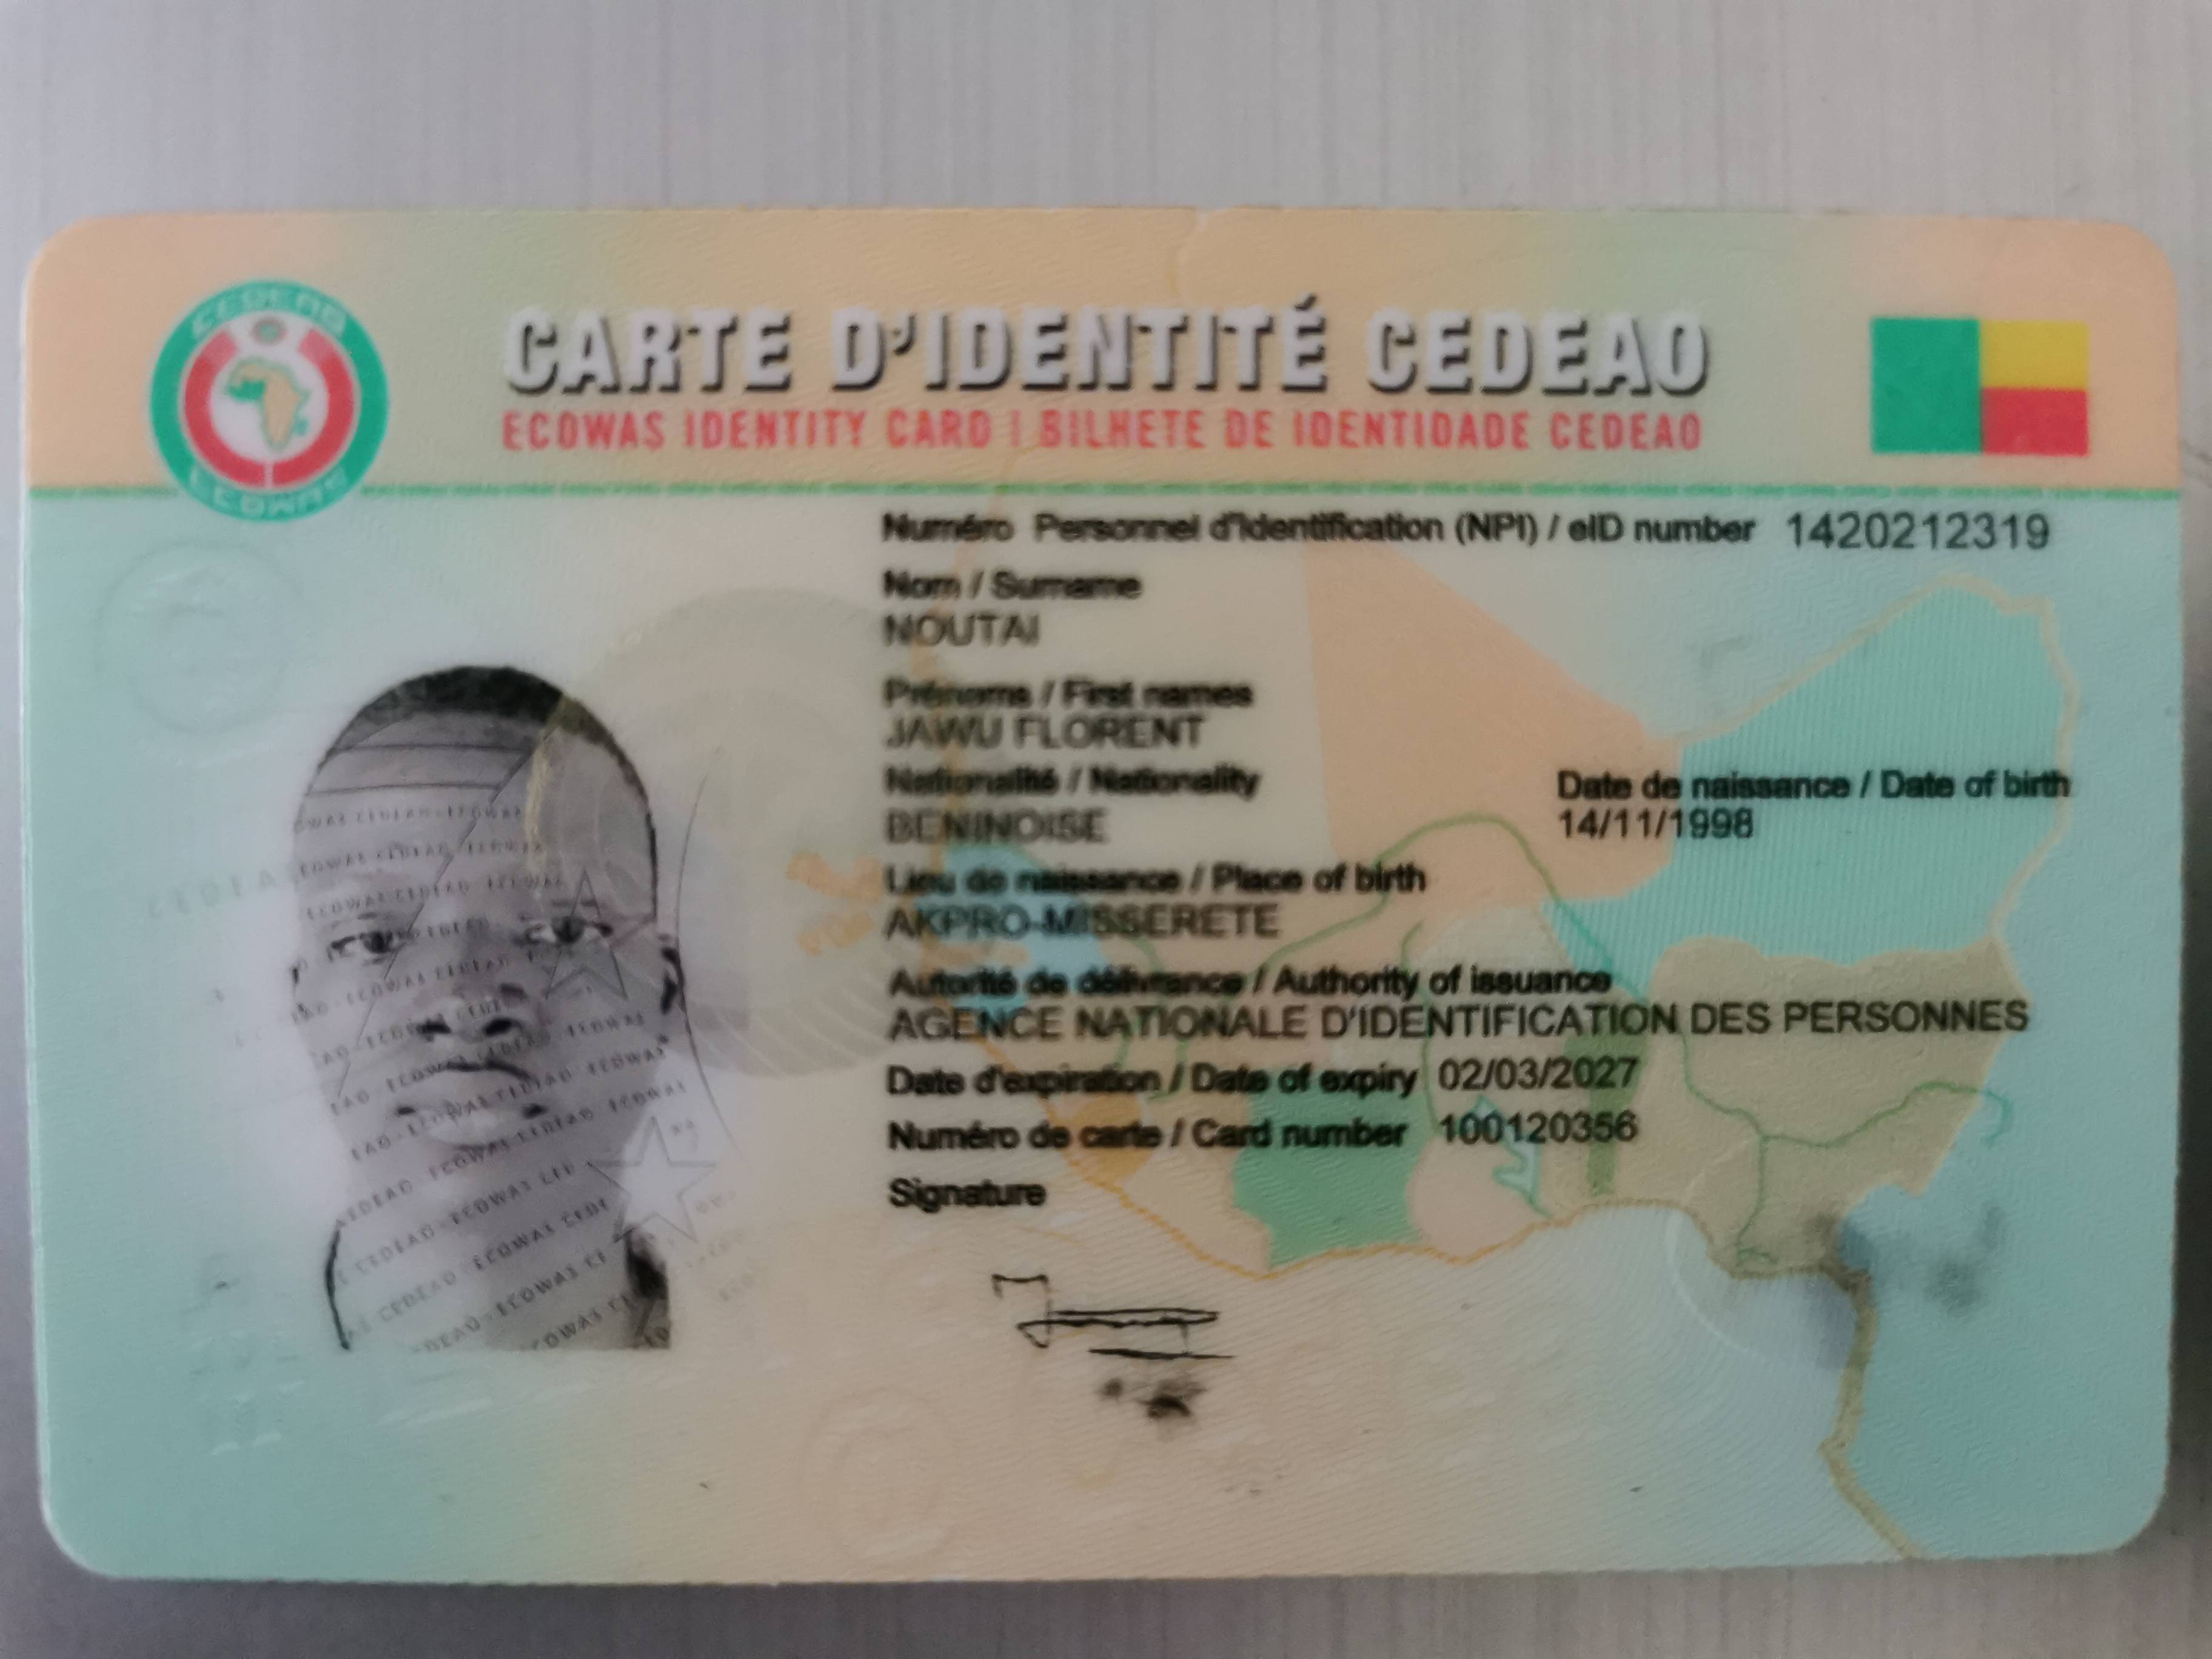 CEDEAO
ECOWAS
CARTE D'IDENTITÉ CEDEAO
ECOWAS IDENTITY CARD | BILHETE DE IDENTIDADE CEDEAO
Numéro Personnel d'Identification (NPI) / eID number 1420212319
Nom / Surname
NOUTAI
Prénoms / First names
JAWU FLORENT
Nationalité / Nationality
BENINOISE
Date de naissance / Date of birth
14/11/1998
Lieu de naissance / Place of birth
AKPRO-MISSERETE
Autorité de délivrance / Authority of issuance
AGENCE NATIONALE D'IDENTIFICATION DES PERSONNES
Date d'expiration / Date of expiry 02/03/2027
Numéro de carte / Card number 100120356
Signature